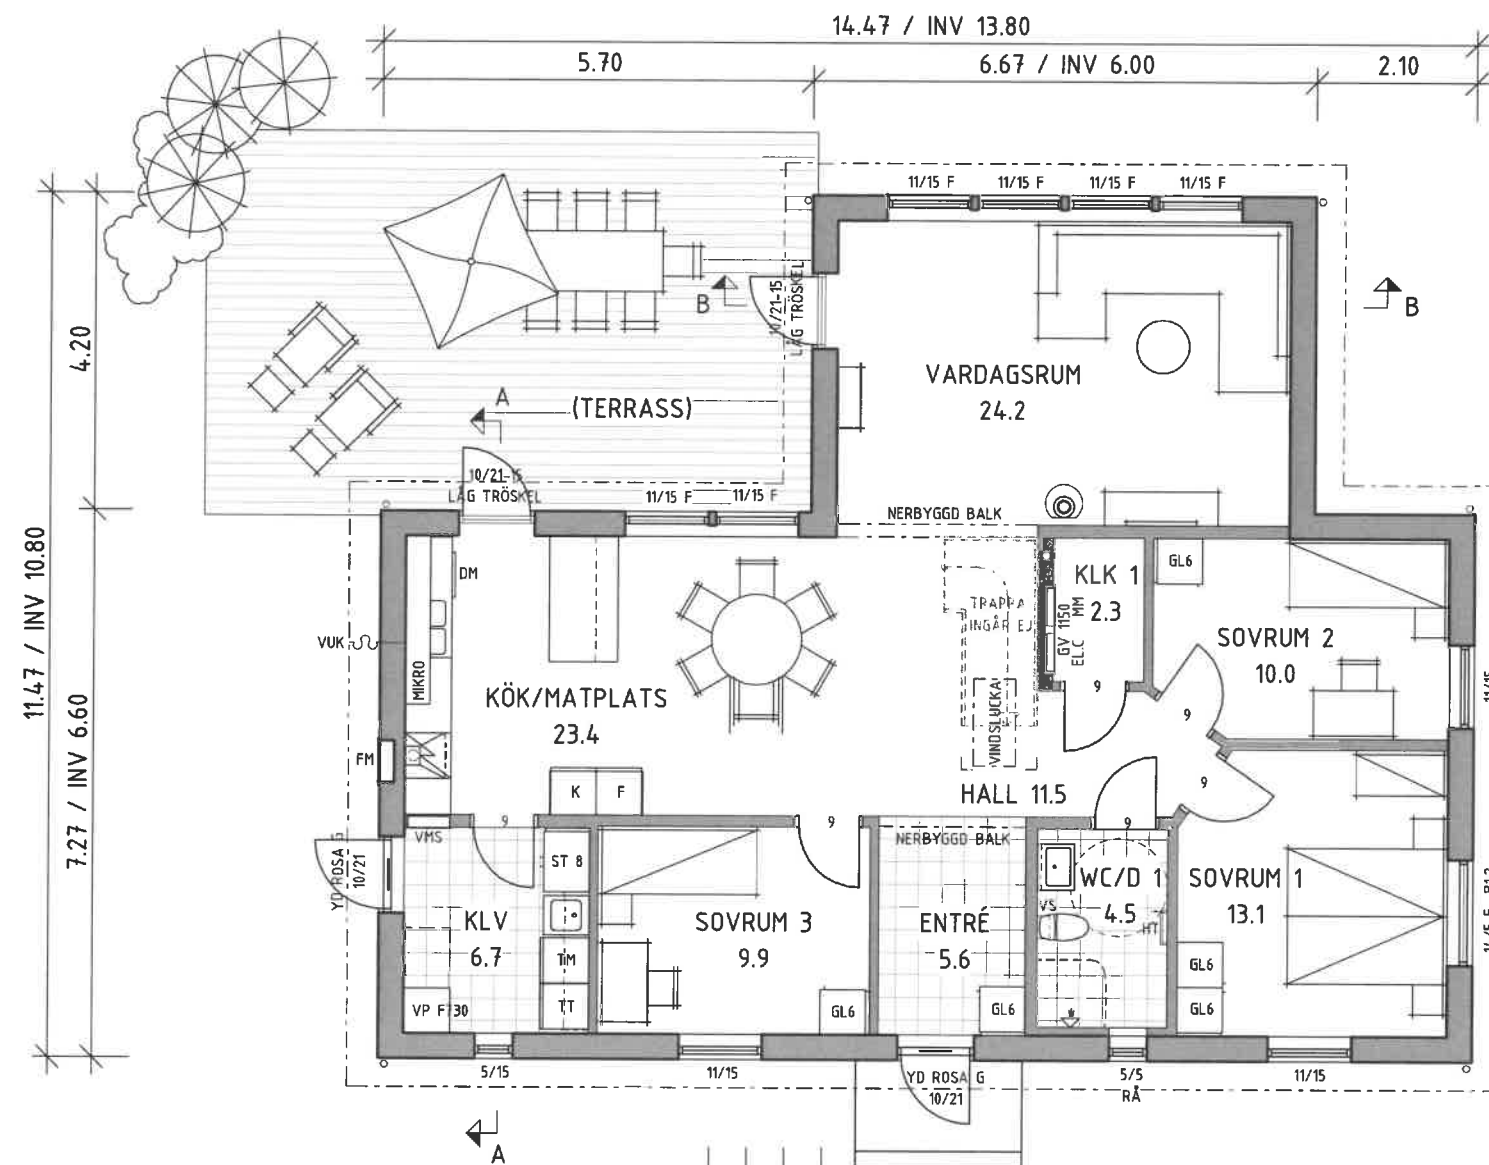 14.47 / INV 13.80
5.70
6.67 / INV 6.00
2.10
11/15 F
11/15 F
11/15 F
11/15 F
4.20
11.47 / INV 10.80
7.27 / INV 6.60
B
B
10/21-15
LÅG TRÖSKEL
VARDAGSRUM
24.2
A
(TERRASS)
10/21-15
LÅG TRÖSKEL
11/15 F
11/15 F
NERBYGGD BALK
DM
VUK
MIKRO
KÖK/MATPLATS
23.4
FM
K
F
TRAPPA
INGÅR EJ
VINDSLUCKA
GV 1150
EL.C
MM
KLK 1
2.3
GL6
SOVRUM 2
10.0
11/15
9
9
9
HALL 11.5
VMS
9
9
NERBYGGD BALK
9
YD ROSA G
10/21
ST 8
KLV
6.7
TM
TT
VP F730
SOVRUM 3
9.9
GL6
ENTRÉ
5.6
GL6
WC/D 1
4.5
VS
HT
SOVRUM 1
13.1
GL6
GL6
5/15
11/15
YD ROSA G
10/21
5/5
RÅ
11/15
A